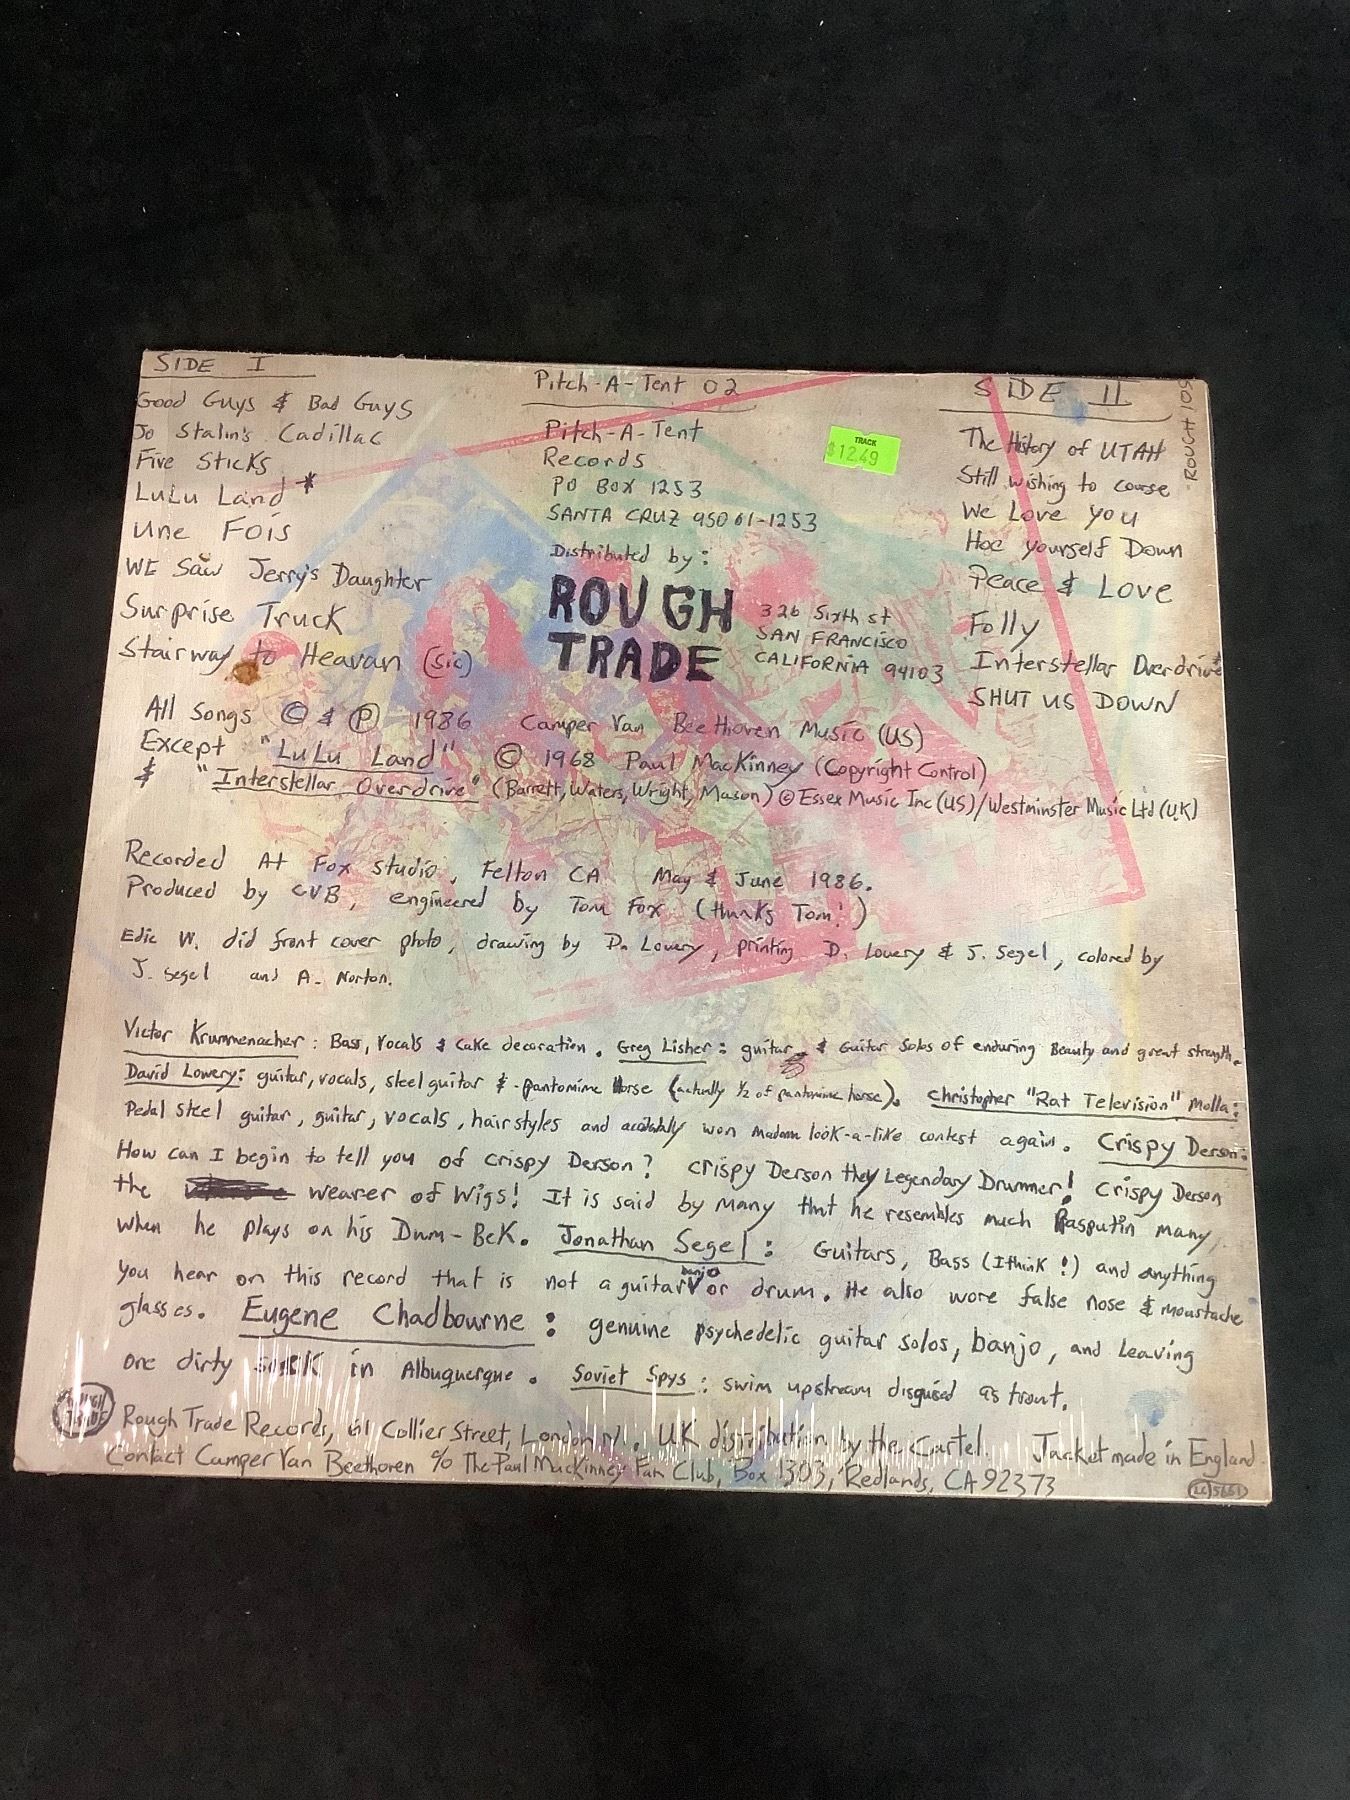 SIDE I
Good Guys & Bad Guys
Jo Stalin's Cadillac
Five Sticks
LuLu Land *
Une Fois
WE Saw Jerry's Daughter
Surprise Truck
Stairway to Heavan (sic)
Pitch-A-Tent 02
Pitch-A-Tent
Records
PO BOX 1253
SANTA CRUZ 95061-1253
Distributed by:
ROUGH
TRADE
326 Sixth st
SAN FRANCISCO
CALIFORNIA 94103
TRACK
$12.49
SIDE II
The History of UTAH
Still wishing to course
We Love you
Hoe yourself Down
Peace & Love
Folly
Interstellar Overdrive*
SHUT US DOWN
ROUGH 109
All Songs © & ℗ 1986 Camper Van Beethoven Music (US)
Except "LuLu Land" © 1968 Paul MacKinney (Copyright Control)
& "Interstellar Overdrive" (Barrett, Waters, Wright, Mason) © Essex Music Inc (US)/Westminster Music Ltd (UK)
Recorded At Fox Studio, Felton CA May & June 1986.
Produced by CVB, engineered by Tom Fox (thanks Tom!)
Edie W. did front cover photo, drawing by D. Lowery, printing D. Lowery & J. Segel, colored by
J. Segel and A. Norton.
Victor Krummenacher: Bass, vocals & cake decoration. Greg Lisher: guitar & Guitar Solos of enduring Beauty and great strength.
David Lowery: guitar, vocals, steel guitar & pantomime Horse (actually 1/2 of pantomime horse). Christopher "Rat Television" Molla:
Pedal steel guitar, guitar, vocals, hairstyles and accidentally won Madonna look-a-like contest again. Crispy Derson:
How can I begin to tell you of Crispy Derson? Crispy Derson they Legendary Drummer! Crispy Derson
the wearer of Wigs! It is said by many that he resembles much Rasputin many,
when he plays on his Dum-Bek. Jonathan Segel: Guitars, Bass (I think!) and anything
you hear on this record that is not a guitar banjo or drum. He also wore false nose & moustache
glasses. Eugene Chadbourne: genuine psychedelic guitar solos, banjo, and leaving
one dirty sock in Albuquerque. Soviet Spys: swim upstream disguised as trout.
ROUGH
TRADE
Rough Trade Records, 61 Collier Street, London n1. UK distribution by the Cartel. Jacket made in England
Contact Camper Van Beethoven c/o The Paul MacKinney Fan Club, Box 1303, Redlands, CA 92373
LC 5661